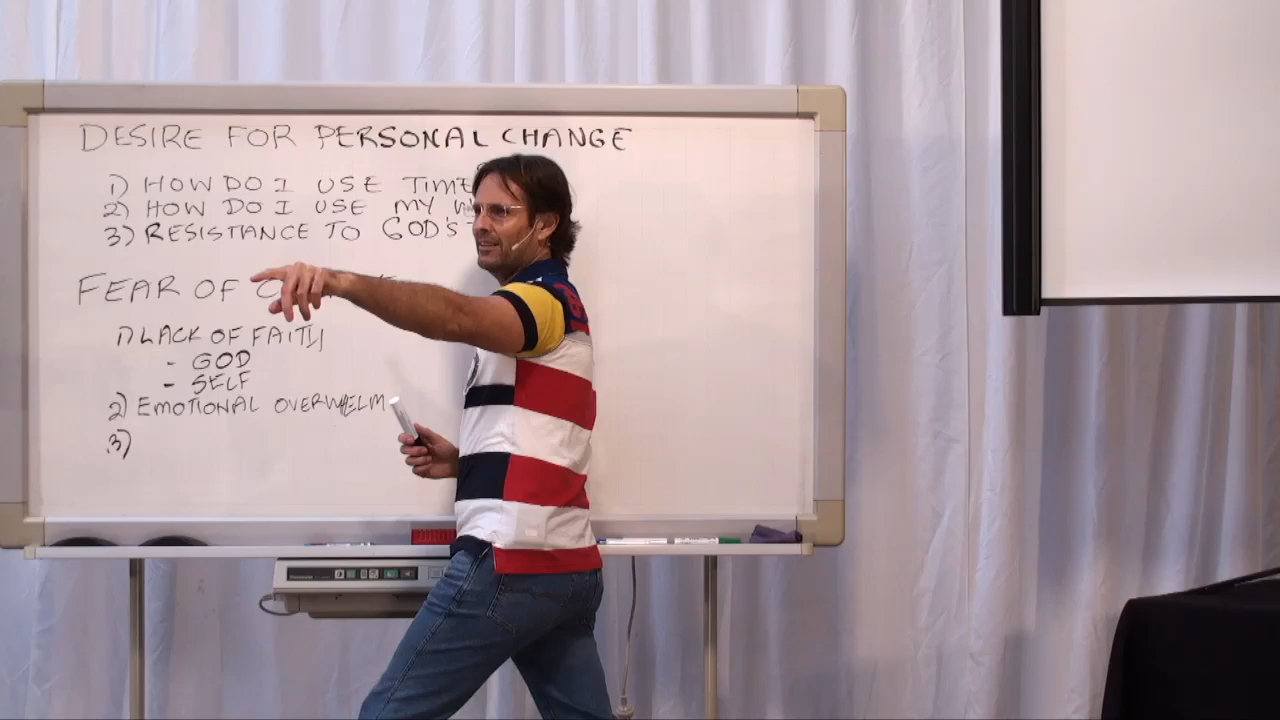 DESIRE FOR PERSONAL CHANGE
1) HOW DO I USE TIME
2) HOW DO I USE MY
3) RESISTANCE TO GOD'S
FEAR OF
1) LACK OF FAITH
- GOD
- SELF
2) EMOTIONAL OVERWHELM
3)